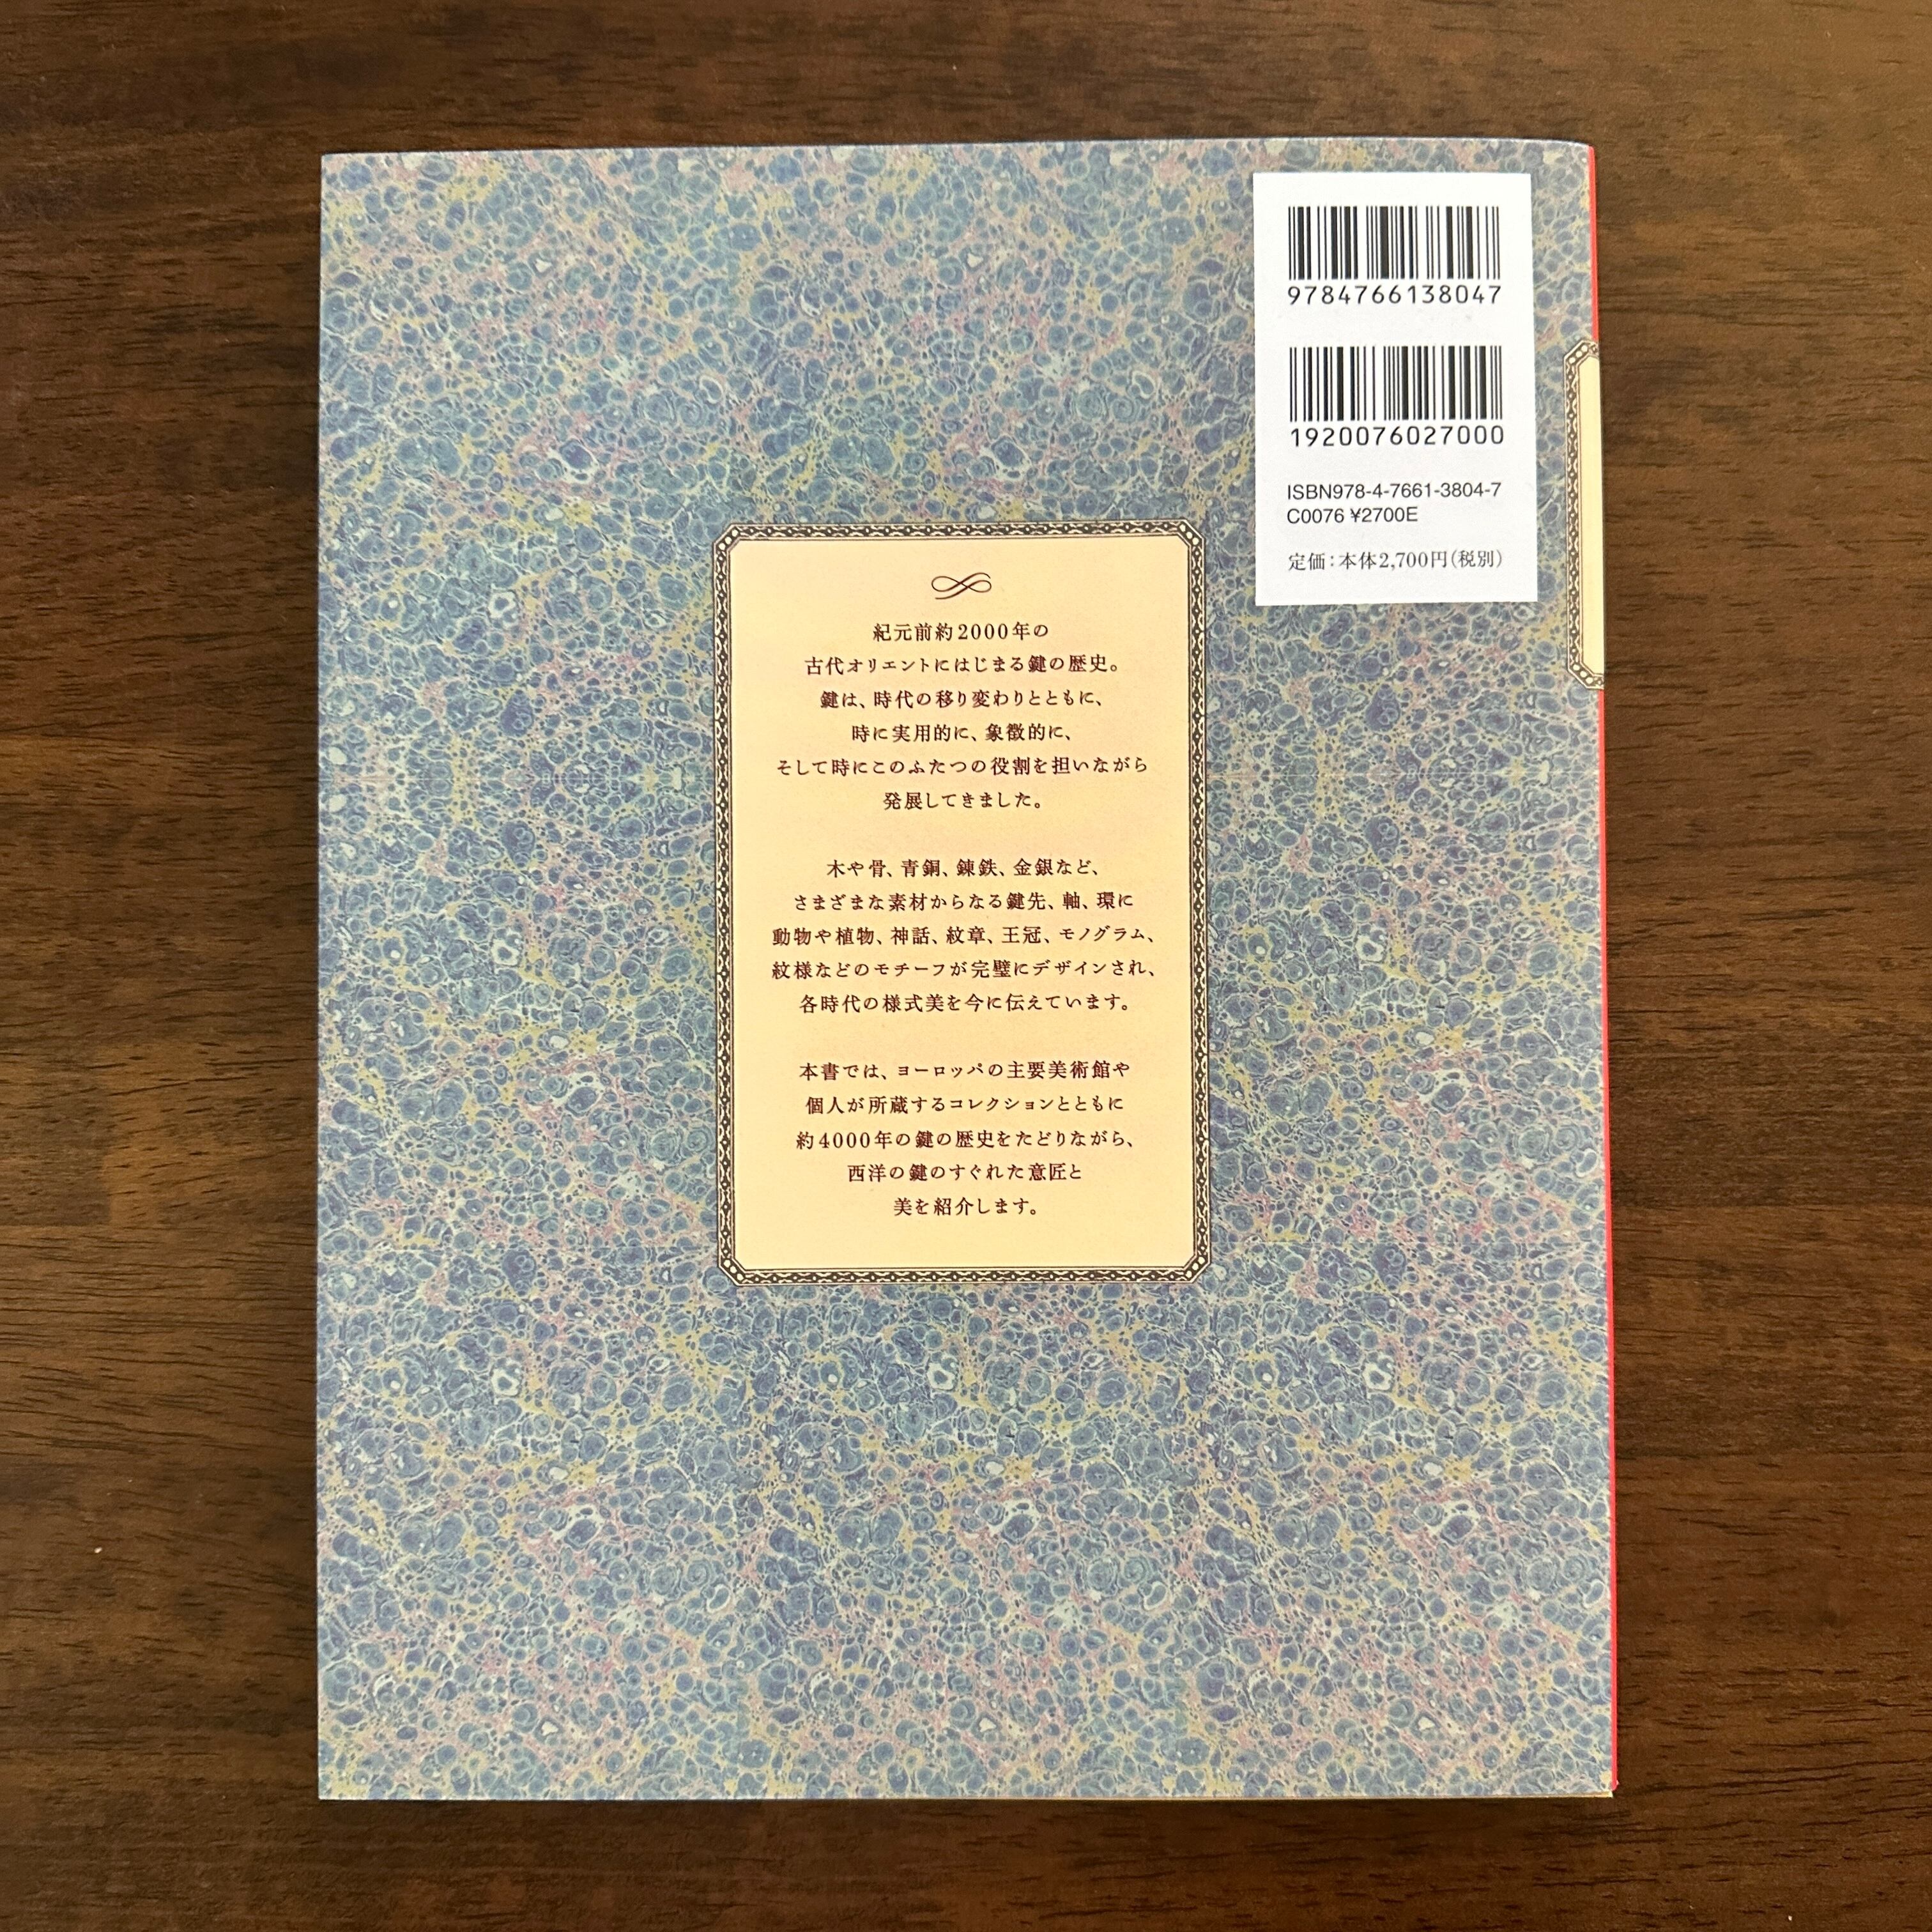 9784766138047
1920076027000
ISBN978-4-7661-3804-7
C0076 ¥2700E
定価：本体2,700円（税別）
紀元前約2000年の
古代オリエントにはじまる鍵の歴史。
鍵は、時代の移り変わりとともに、
時に実用的に、象徴的に、
そして時にこのふたつの役割を担いながら
発展してきました。
木や骨、青銅、錬鉄、金銀など、
さまざまな素材からなる鍵先、軸、環に
動物や植物、神話、紋章、王冠、モノグラム、
紋様などのモチーフが完璧にデザインされ、
各時代の様式美を今に伝えています。
本書では、ヨーロッパの主要美術館や
個人が所蔵するコレクションとともに
約4000年の鍵の歴史をたどりながら、
西洋の鍵のすぐれた意匠と
美を紹介します。